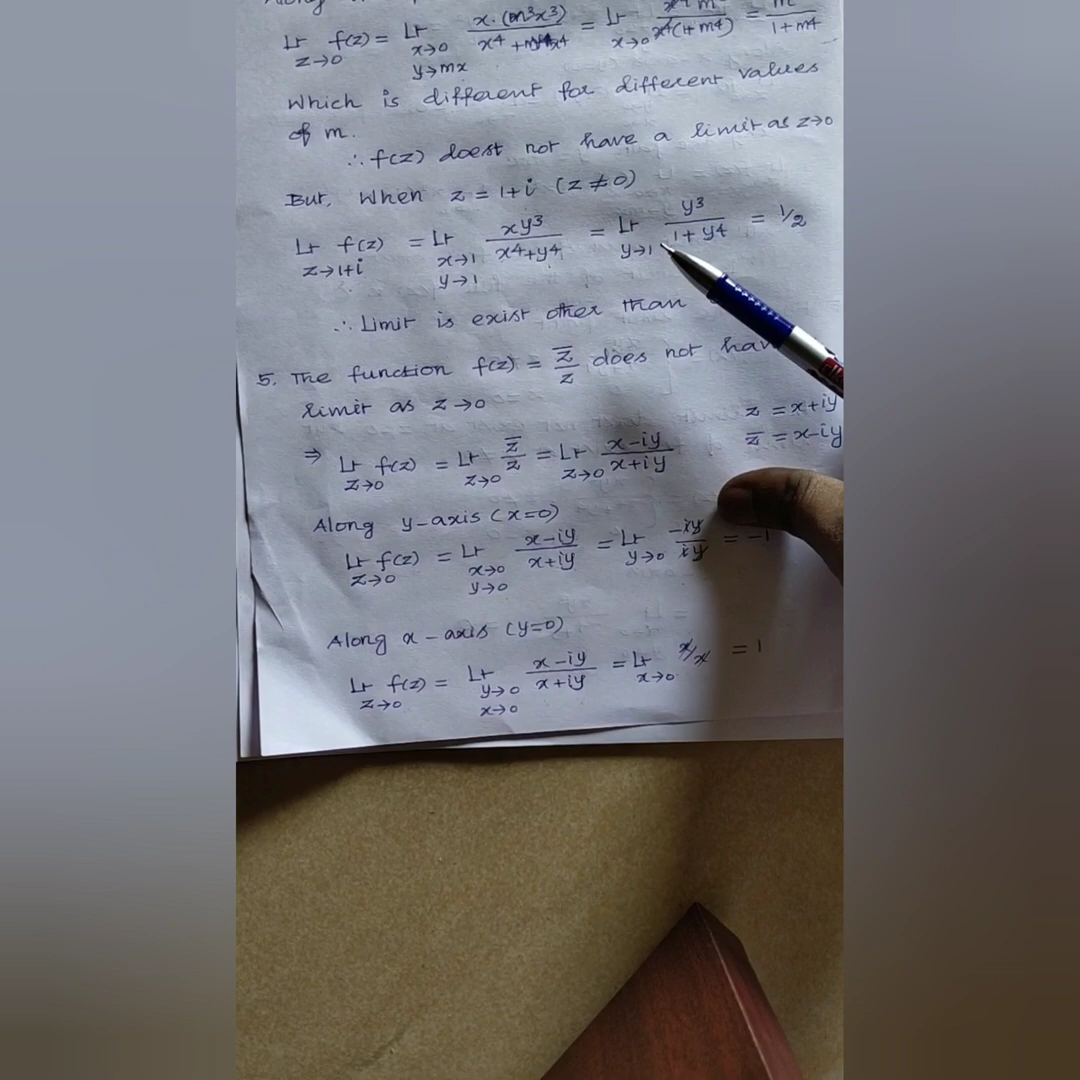 Lt f(z) = Lt x.(m³x³) / x⁴ + x⁴ = Lt / x⁴(1+m⁴) = / 1+m⁴
z→0 x→0 x→0
y→mx
Which is different for different values
of m.
∴ f(z) doest not have a limit as z→0
But, When z = 1+i (z≠0)
Lt f(z) = Lt xy³ / x⁴+y⁴ = Lt y³ / 1+y⁴ = 1/2
z→1+i x→1 y→1
y→1
∴ Limit is exist other than
5. The function f(z) = z̅/z does not hav
limit as z→0
z = x+iy
z̅ = x-iy
⇒ Lt f(z) = Lt z̅/z = Lt x-iy / x+iy
z→0 z→0 z→0
Along y-axis (x=0)
Lt f(z) = Lt x-iy / x+iy = Lt -iy / iy = -1
z→0 x→0 y→0
y→0
Along x-axis (y=0)
Lt f(z) = Lt x-iy / x+iy = Lt x/x = 1
z→0 y→0 x→0
x→0